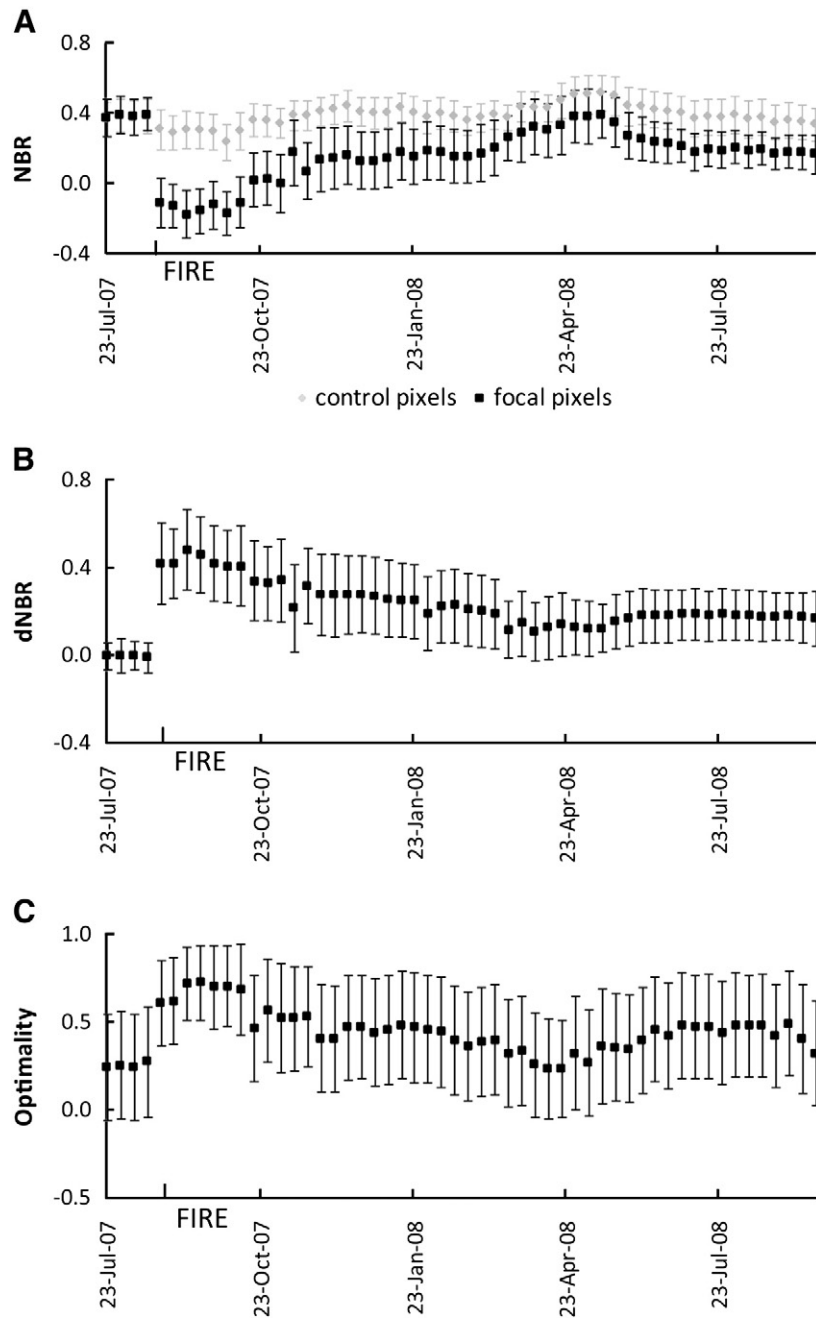 A
0.8
0.4
0.0
-0.4
NBR
FIRE
23-Jul-07
23-Oct-07
23-Jan-08
23-Apr-08
23-Jul-08
control pixels focal pixels
B
0.8
0.4
0.0
-0.4
dNBR
FIRE
23-Jul-07
23-Oct-07
23-Jan-08
23-Apr-08
23-Jul-08
C
1.0
0.5
0.0
-0.5
Optimality
FIRE
23-Jul-07
23-Oct-07
23-Jan-08
23-Apr-08
23-Jul-08